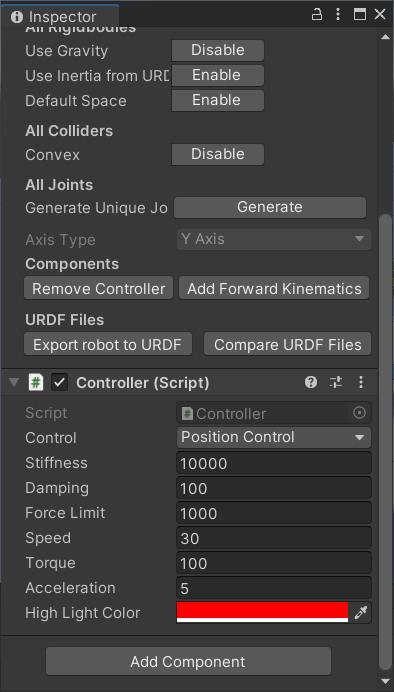 Inspector
All Rigidbodies
Use Gravity Disable
Use Inertia from URD Enable
Default Space Enable
All Colliders
Convex Disable
All Joints
Generate Unique Jo Generate
Axis Type Y Axis
Components
Remove Controller Add Forward Kinematics
URDF Files
Export robot to URDF Compare URDF Files
# Controller (Script)
Script # Controller
Control Position Control
Stiffness 10000
Damping 100
Force Limit 1000
Speed 30
Torque 100
Acceleration 5
High Light Color
Add Component